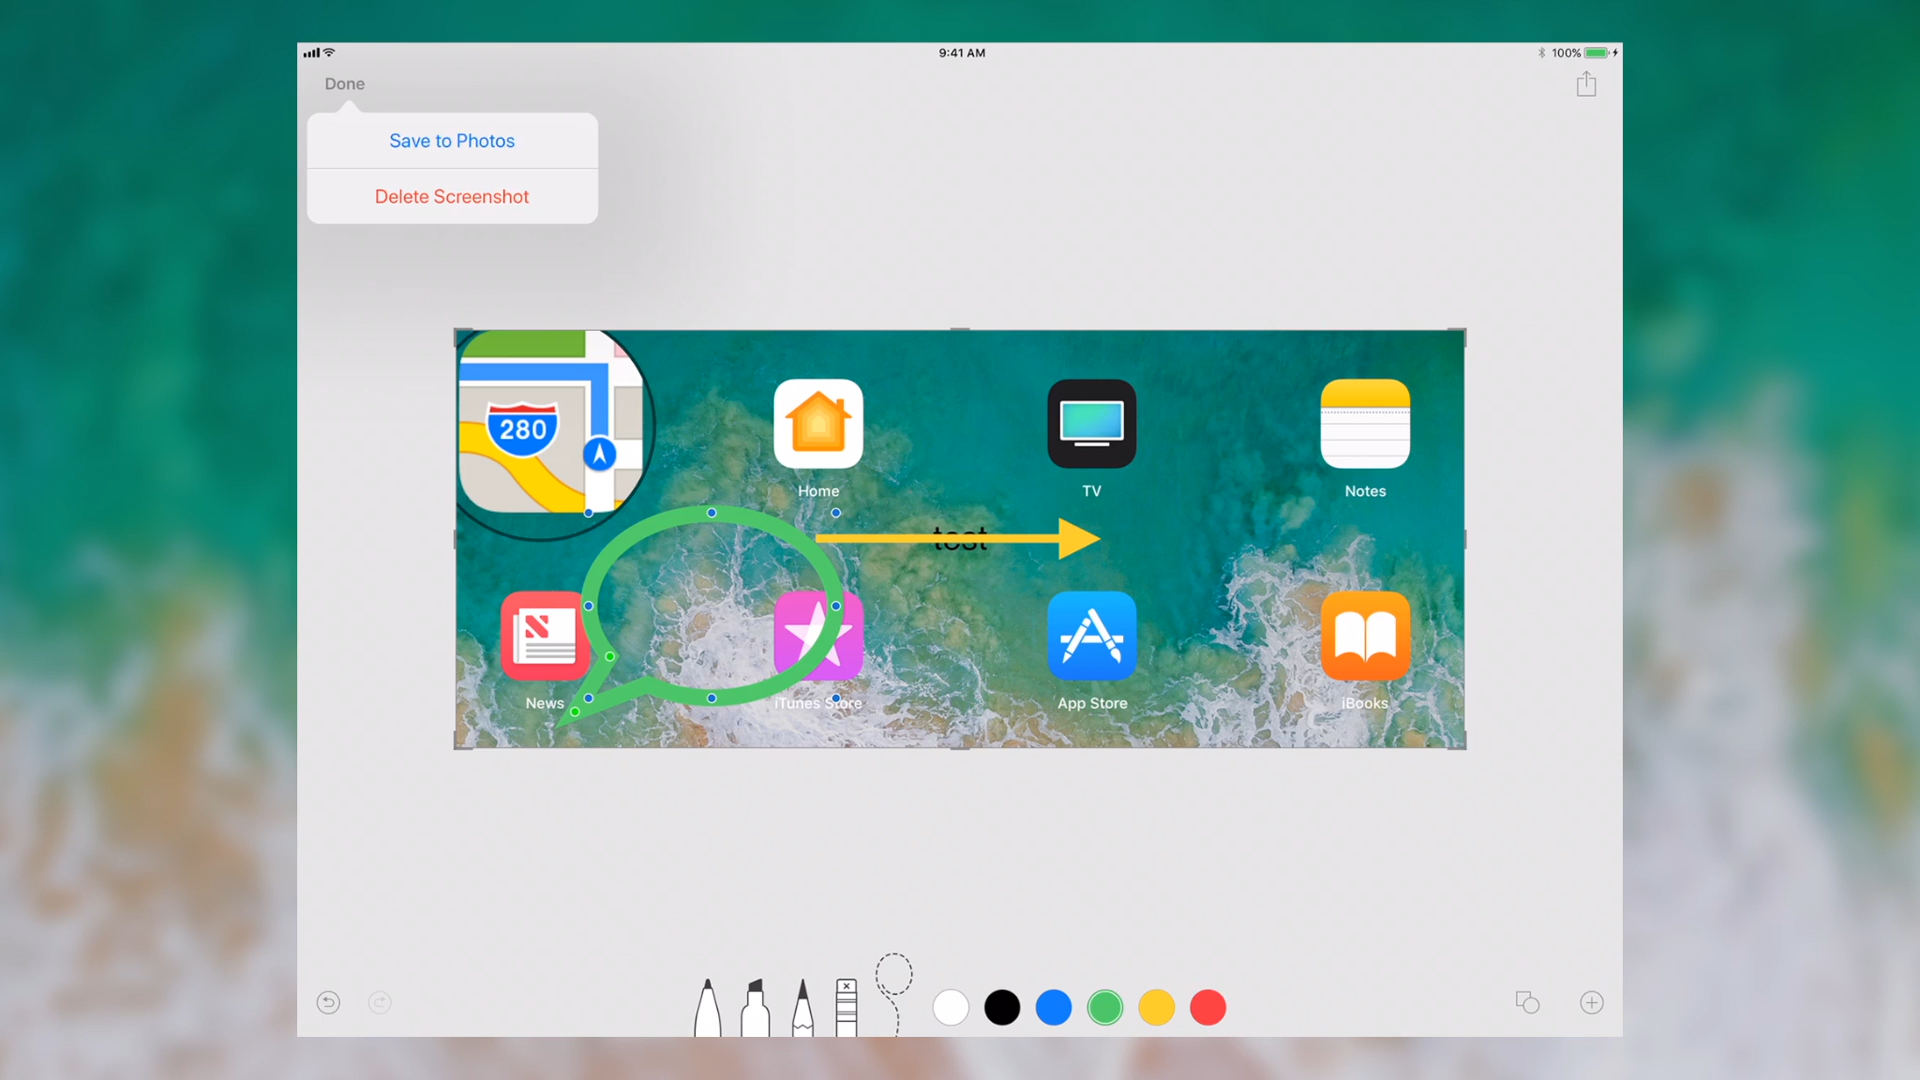 9:41 AM
100%
Done
Save to Photos
Delete Screenshot
280
Home
TV
Notes
test
News
iTunes Store
App Store
iBooks